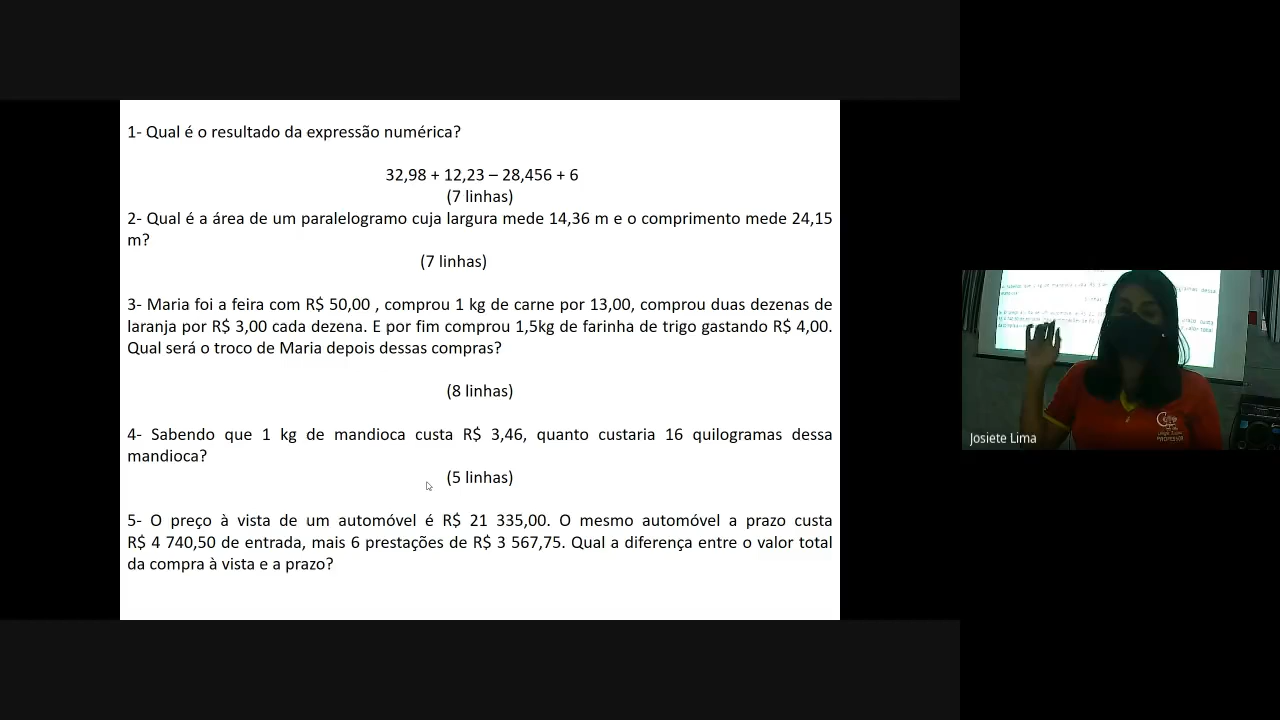 1- Qual é o resultado da expressão numérica?
32,98 + 12,23 – 28,456 + 6
(7 linhas)
2- Qual é a área de um paralelogramo cuja largura mede 14,36 m e o comprimento mede 24,15
m?
(7 linhas)
3- Maria foi a feira com R$ 50,00 , comprou 1 kg de carne por 13,00, comprou duas dezenas de
laranja por R$ 3,00 cada dezena. E por fim comprou 1,5kg de farinha de trigo gastando R$ 4,00.
Qual será o troco de Maria depois dessas compras?
(8 linhas)
4- Sabendo que 1 kg de mandioca custa R$ 3,46, quanto custaria 16 quilogramas dessa
mandioca?
(5 linhas)
5- O preço à vista de um automóvel é R$ 21 335,00. O mesmo automóvel a prazo custa
R$ 4 740,50 de entrada, mais 6 prestações de R$ 3 567,75. Qual a diferença entre o valor total
da compra à vista e a prazo?
Josiete Lima
PROFESSOR